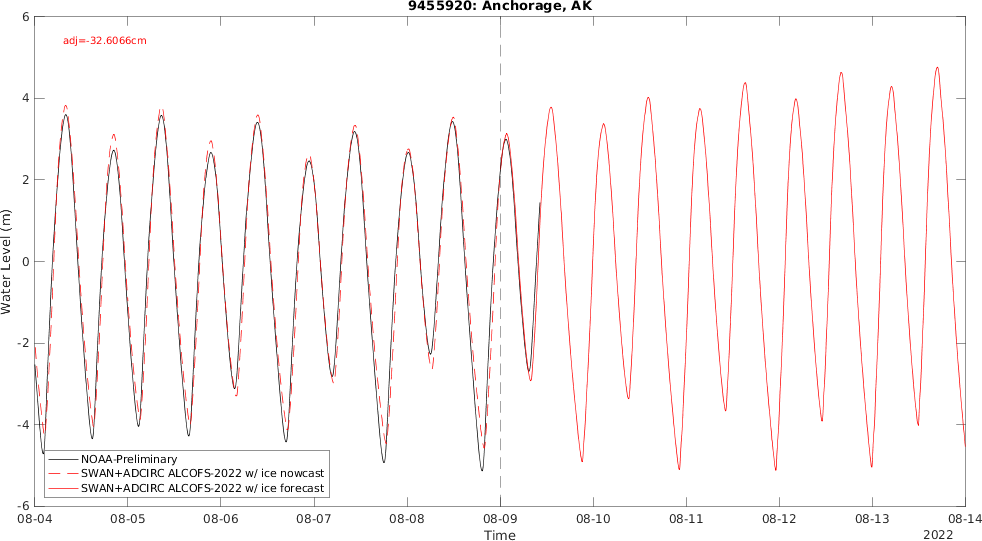 9455920: Anchorage, AK
adj=-32.6066cm
6
4
2
0
-2
-4
-6
Water Level (m)
NOAA-Preliminary
SWAN+ADCIRC ALCOFS-2022 w/ ice nowcast
SWAN+ADCIRC ALCOFS-2022 w/ ice forecast
08-04 08-05 08-06 08-07 08-08 08-09 08-10 08-11 08-12 08-13 08-14
Time
2022